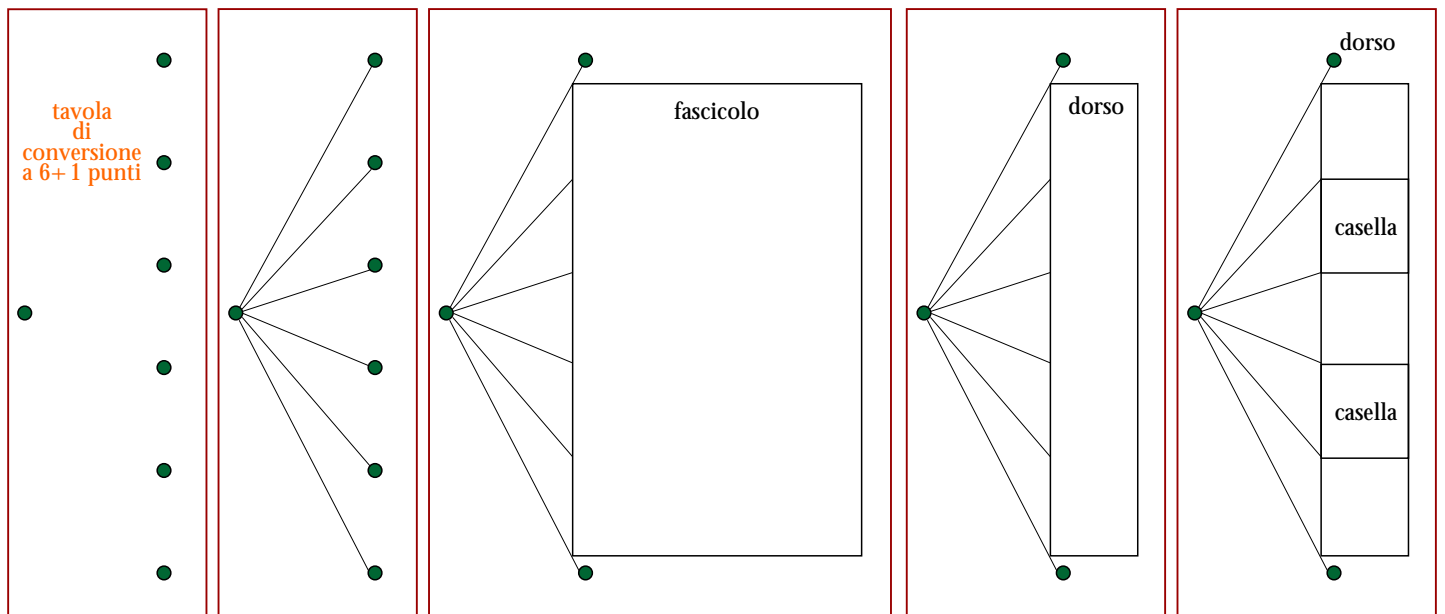 tavola
di
conversione
a 6+1 punti
fascicolo
dorso
dorso
casella
casella